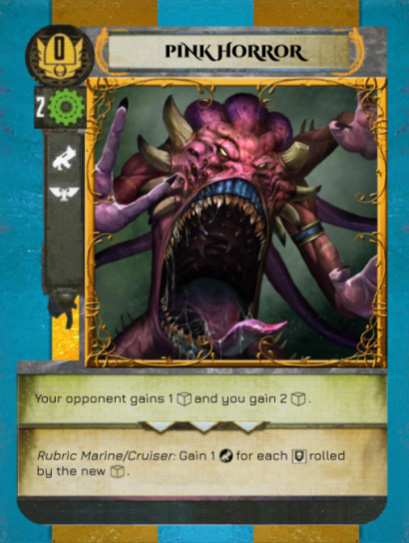 0
PINK HORROR
2
Your opponent gains 1 and you gain 2 .
Rubric Marine/Cruiser: Gain 1 for each rolled
by the new .